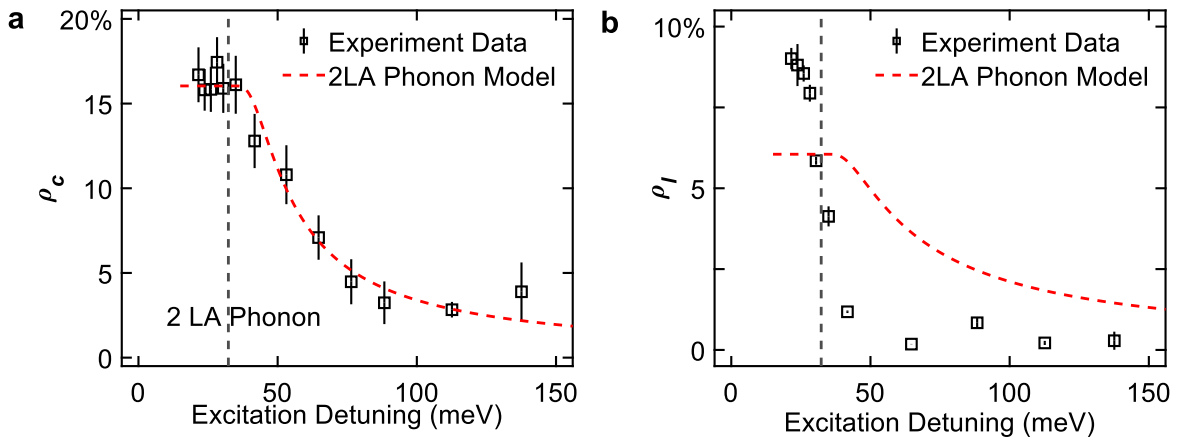 a
20%
15
10
5
0
ρc
Experiment Data
2LA Phonon Model
2 LA Phonon
0 50 100 150
Excitation Detuning (meV)
b
10%
5
0
ρl
Experiment Data
2LA Phonon Model
0 50 100 150
Excitation Detuning (meV)